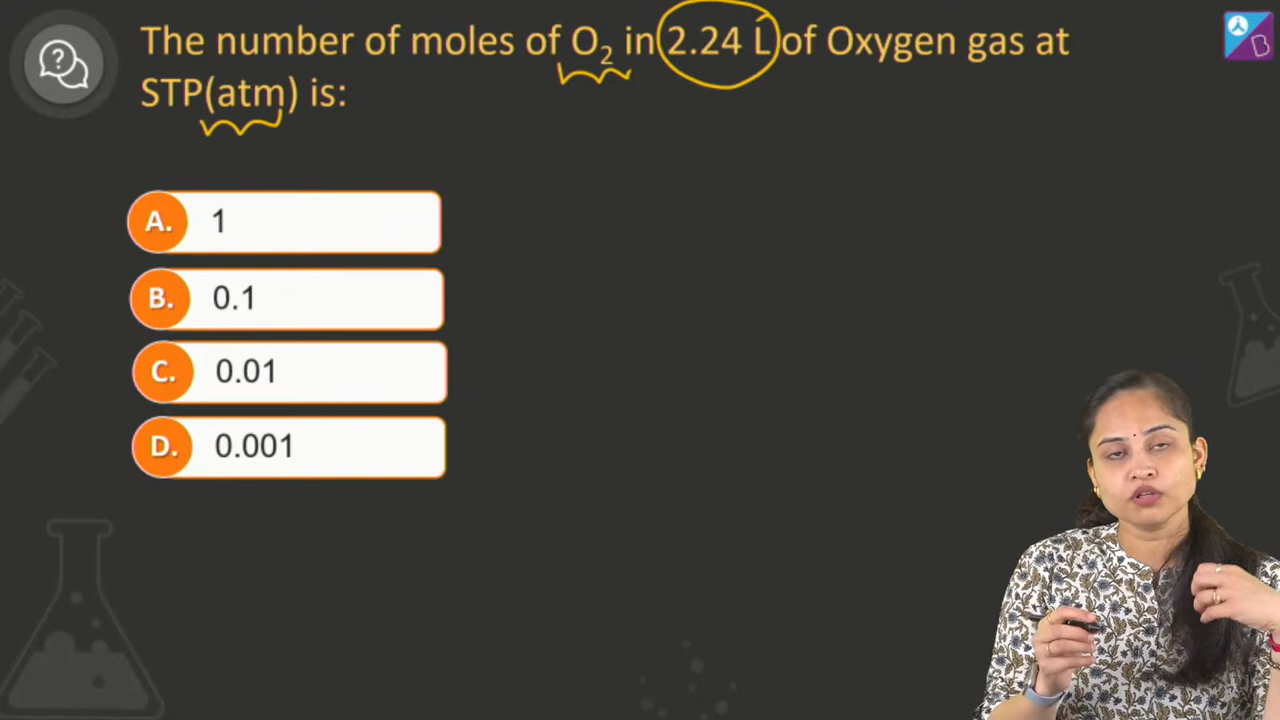 The number of moles of O₂ in 2.24 L of Oxygen gas at
STP(atm) is:
A. 1
B. 0.1
C. 0.01
D. 0.001
B